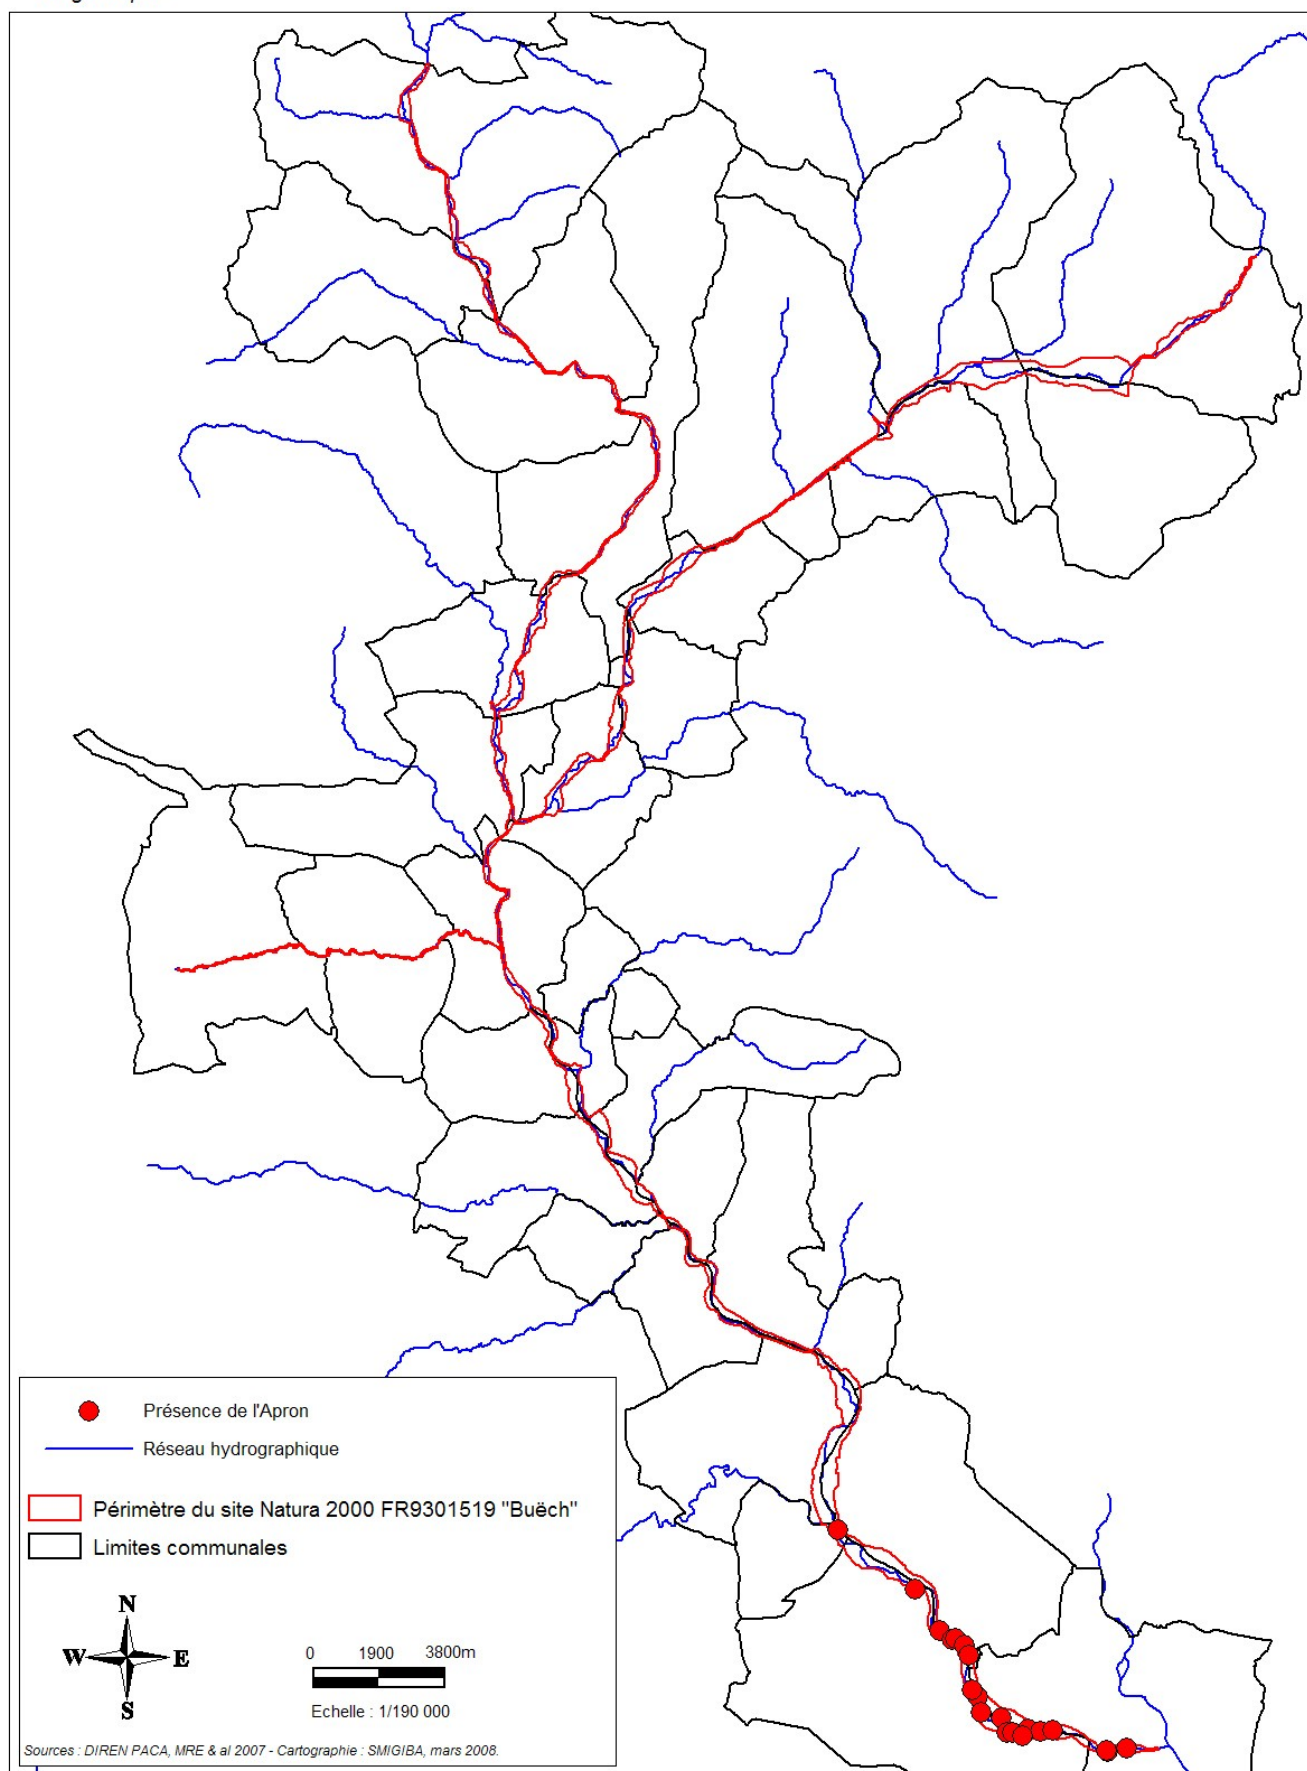 Présence de l'Apron
Réseau hydrographique
Périmètre du site Natura 2000 FR9301519 "Buëch"
Limites communales
N
W E
S
0 1900 3800m
Echelle : 1/190 000
Sources : DIREN PACA, MRE & al 2007 - Cartographie : SMIGIBA, mars 2008.